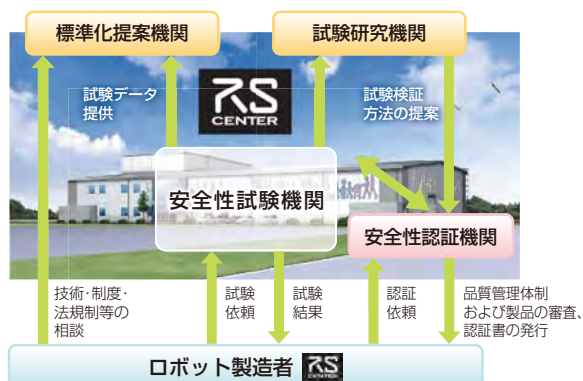 標準化提案機関
試験研究機関
試験データ
提供
RS
CENTER
試験検証
方法の提案
安全性試験機関
安全性認証機関
技術・制度・
法規制等の
相談
試験
依頼
試験
結果
認証
依頼
品質管理体制
および製品の審査、
認証書の発行
ロボット製造者
RS
CENTER